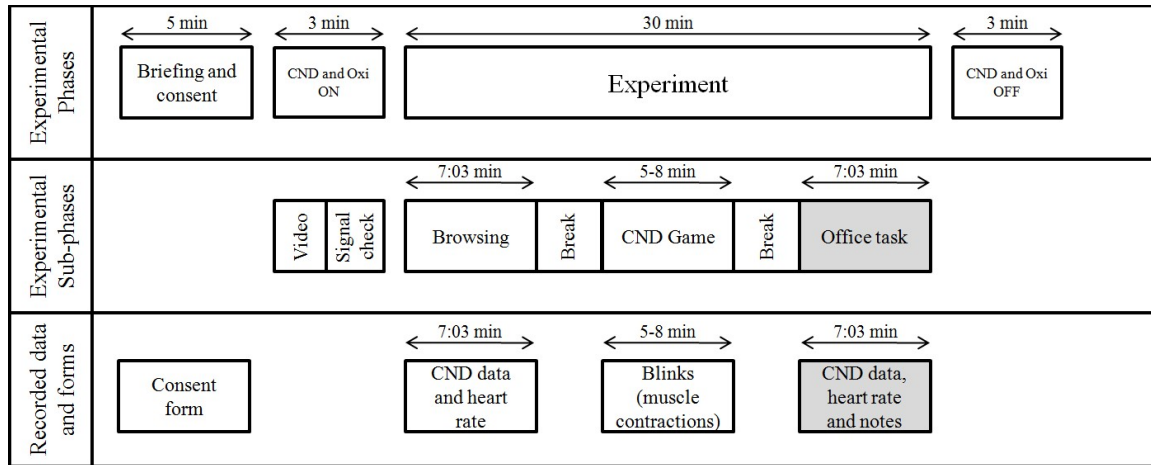 5 min
3 min
30 min
3 min
Experimental
Phases
Briefing and
consent
CND and Oxi
ON
Experiment
CND and Oxi
OFF
7:03 min
5-8 min
7:03 min
Experimental
Sub-phases
Video
Signal
check
Browsing
Break
CND Game
Break
Office task
7:03 min
5-8 min
7:03 min
Recorded data
and forms
Consent
form
CND data
and heart
rate
Blinks
(muscle
contractions)
CND data,
heart rate
and notes